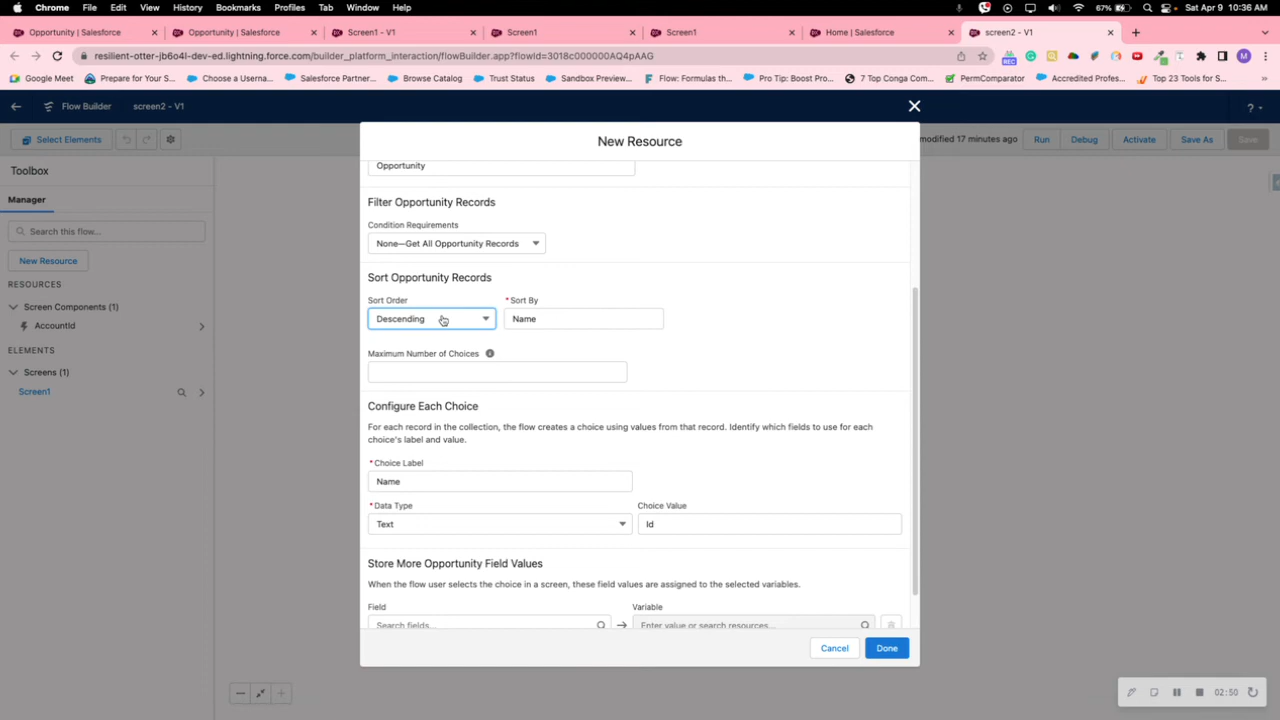 Chrome File Edit View History Bookmarks Profiles Tab Window Help 67% Sat Apr 9 10:36 AM
Opportunity | Salesforce × Opportunity | Salesforce × Screen1 - V1 × Screen1 × Screen1 × Home | Salesforce × screen2 - V1 × +
resilient-otter-jb6o4l-dev-ed.lightning.force.com/builder_platform_interaction/flowBuilder.app?flowId=3018c000000AQ4pAAG REC M
Google Meet Prepare for Your S... Choose a Userna... Salesforce Partner... Browse Catalog Trust Status Sandbox Preview... Flow: Formulas th... Pro Tip: Boost Pro... 7 Top Conga Com... PermComparator Accredited Profes... Top 23 Tools for S...
Flow Builder screen2 - V1 ?
Select Elements modified 17 minutes ago Run Debug Activate Save As Save
New Resource
Toolbox
Manager
Search this flow...
New Resource
RESOURCES
Screen Components (1)
AccountId
ELEMENTS
Screens (1)
Screen1
Opportunity
Filter Opportunity Records
Condition Requirements
None—Get All Opportunity Records
Sort Opportunity Records
Sort Order *Sort By
Descending Name
Maximum Number of Choices
Configure Each Choice
For each record in the collection, the flow creates a choice using values from that record. Identify which fields to use for each
choice's label and value.
*Choice Label
Name
*Data Type Choice Value
Text Id
Store More Opportunity Field Values
When the flow user selects the choice in a screen, these field values are assigned to the selected variables.
Field Variable
Search fields... Enter value or search resources...
Cancel Done
02:50